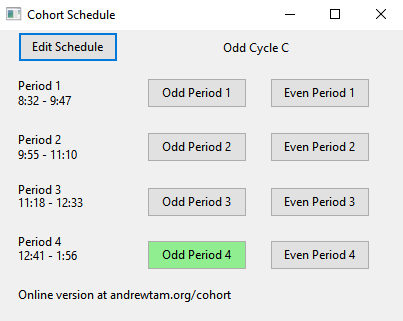 Cohort Schedule
Edit Schedule
Odd Cycle C
Period 1
8:32 - 9:47
Odd Period 1
Even Period 1
Period 2
9:55 - 11:10
Odd Period 2
Even Period 2
Period 3
11:18 - 12:33
Odd Period 3
Even Period 3
Period 4
12:41 - 1:56
Odd Period 4
Even Period 4
Online version at andrewtam.org/cohort